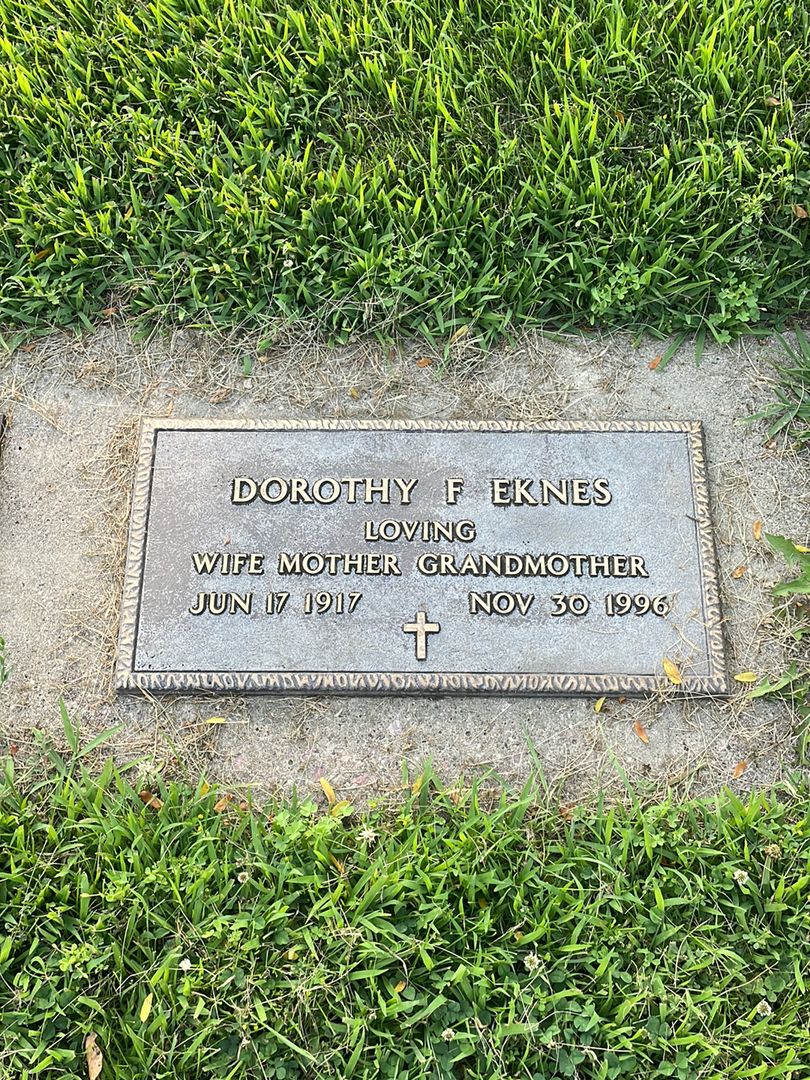 DOROTHY F EKNES
LOVING
WIFE MOTHER GRANDMOTHER
JUN 17 1917 NOV 30 1996